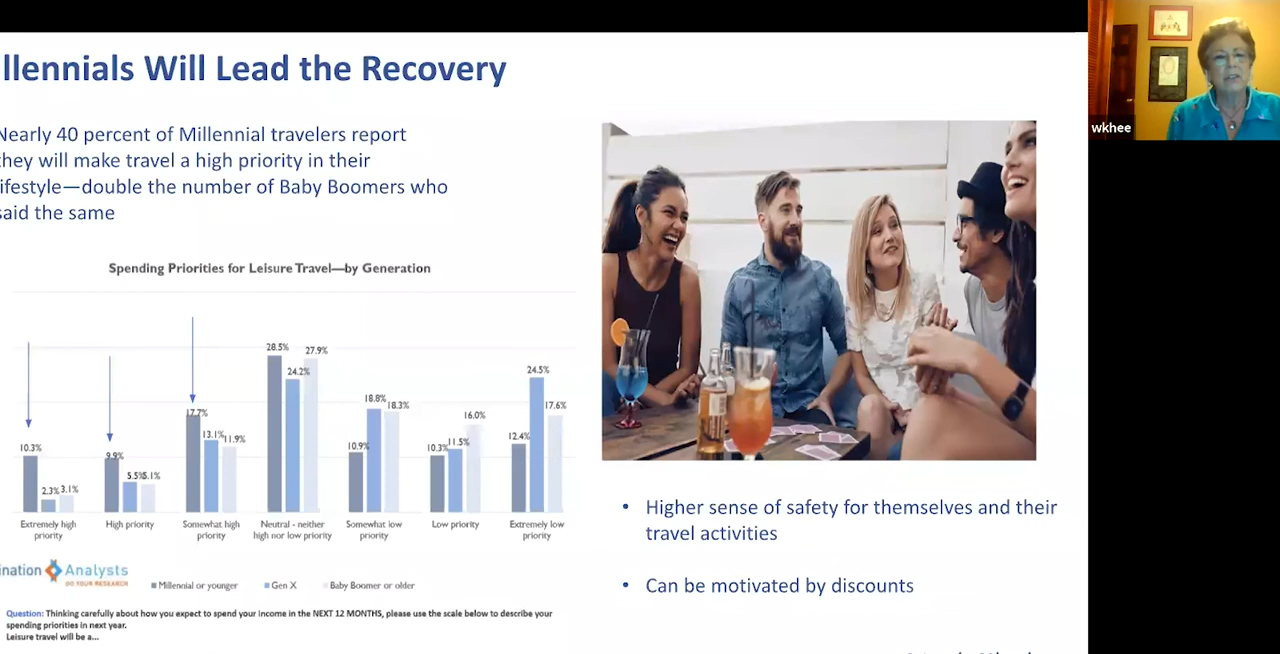 llennials Will Lead the Recovery
Nearly 40 percent of Millennial travelers report
they will make travel a high priority in their
lifestyle—double the number of Baby Boomers who
said the same
Spending Priorities for Leisure Travel—by Generation
28.5%
27.9%
24.2%
24.5%
17.7%
18.8%
18.3%
17.6%
16.0%
13.1%
11.9%
10.3%
9.9%
10.9%
10.3%
11.5%
12.4%
2.3%
3.1%
5.5%
5.1%
Extremely high
priority
High priority
Somewhat high
priority
Neutral - neither
high nor low priority
Somewhat low
priority
Low priority
Extremely low
priority
ination Analysts
DO YOUR RESEARCH
Millennial or younger
Gen X
Baby Boomer or older
Question: Thinking carefully about how you expect to spend your income in the NEXT 12 MONTHS, please use the scale below to describe your
spending priorities in next year.
Leisure travel will be a...
• Higher sense of safety for themselves and their
travel activities
• Can be motivated by discounts
wkhee